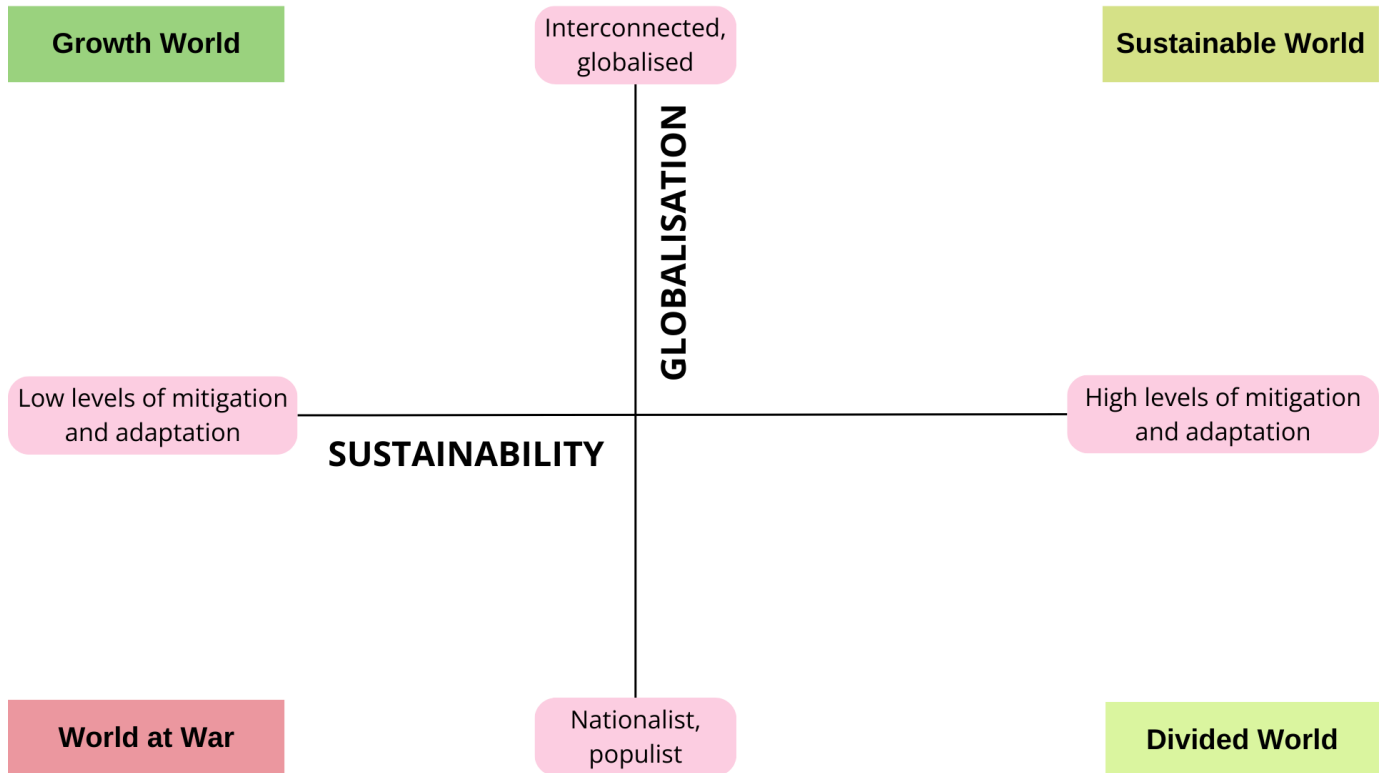 Growth World
Interconnected,
globalised
Sustainable World
GLOBALISATION
Low levels of mitigation
and adaptation
High levels of mitigation
and adaptation
SUSTAINABILITY
World at War
Nationalist,
populist
Divided World